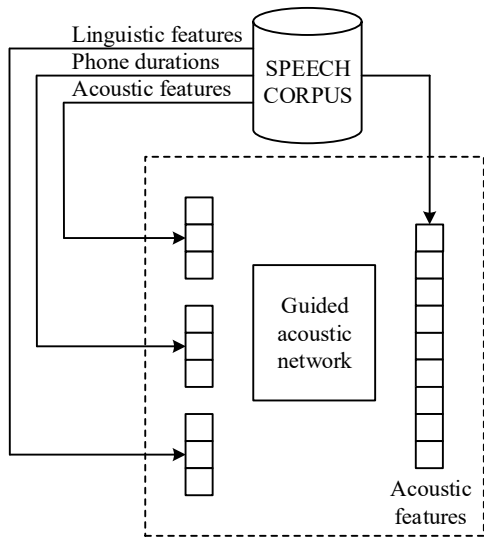 Linguistic features
Phone durations
Acoustic features
SPEECH
CORPUS
Guided
acoustic
network
Acoustic
features